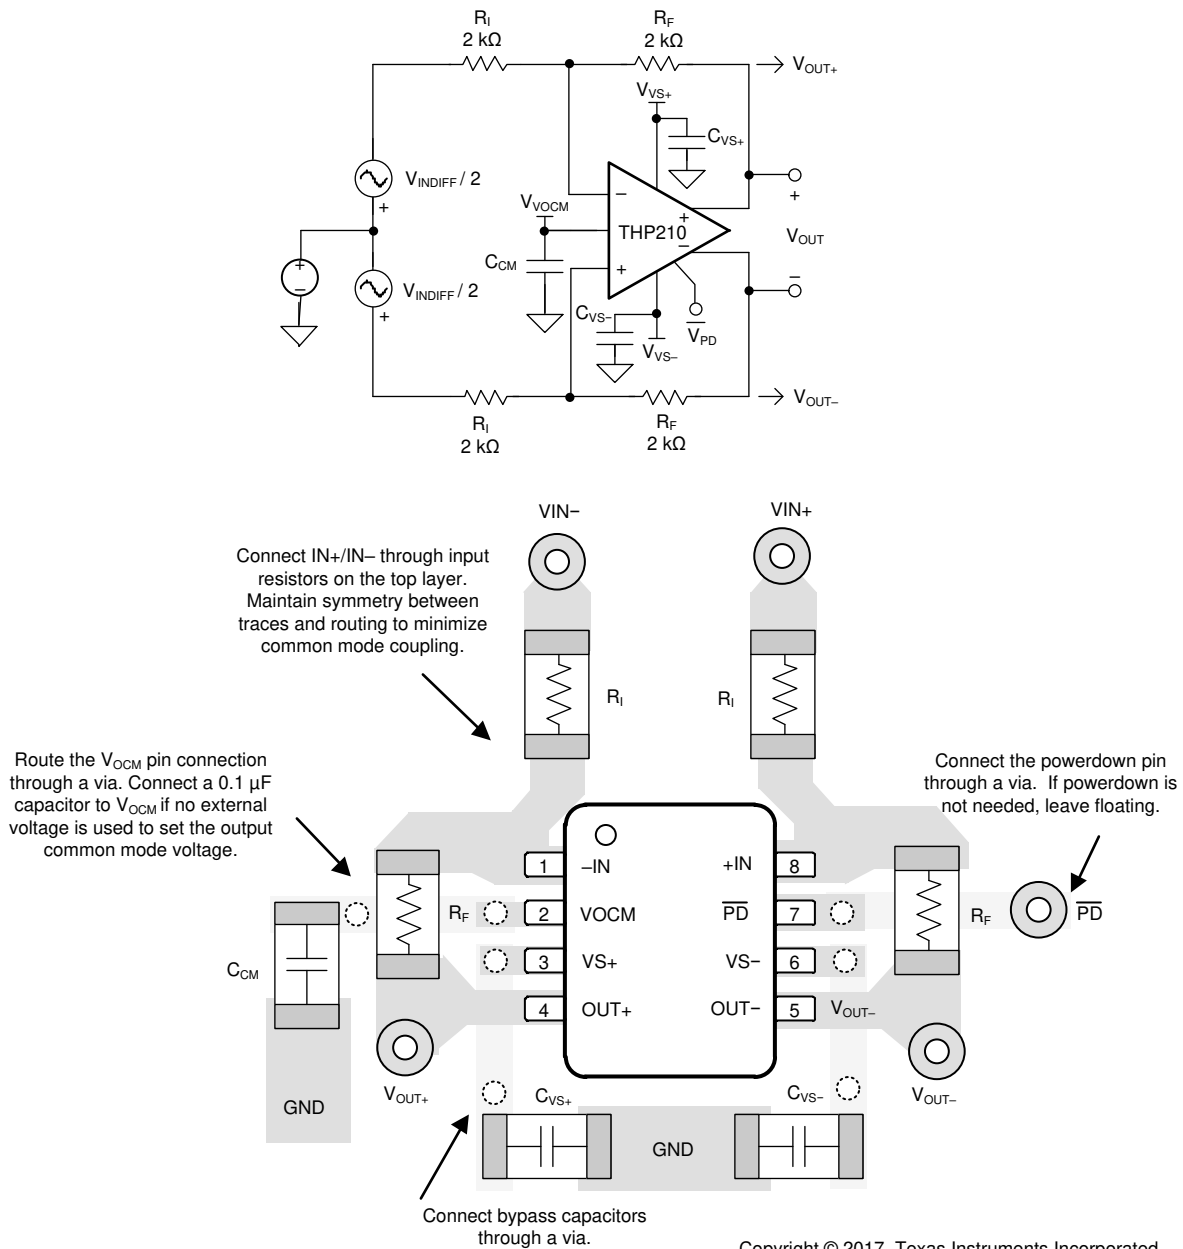 R_I
2 kΩ
R_F
2 kΩ
V_OUT+
V_VS+
C_VS+
V_INDIFF / 2
+
−
+
V_VOCM
THP210
+
−
V_OUT
+
−
C_CM
+
−
V_INDIFF / 2
+
C_VS−
V_VS−
V̅_PD
−
V_OUT−
R_I
2 kΩ
R_F
2 kΩ
VIN−
VIN+
Connect IN+/IN− through input
resistors on the top layer.
Maintain symmetry between
traces and routing to minimize
common mode coupling.
R_I
R_I
Route the V_OCM pin connection
through a via. Connect a 0.1 µF
capacitor to V_OCM if no external
voltage is used to set the output
common mode voltage.
Connect the powerdown pin
through a via. If powerdown is
not needed, leave floating.
1
−IN
+IN
8
R_F
2
VOCM
P̅D̅
7
R_F
P̅D̅
C_CM
3
VS+
VS−
6
4
OUT+
OUT−
5
V_OUT−
V_OUT+
C_VS+
C_VS−
V_OUT−
GND
GND
Connect bypass capacitors
through a via.
Copyright © 2017, Texas Instruments Incorporated